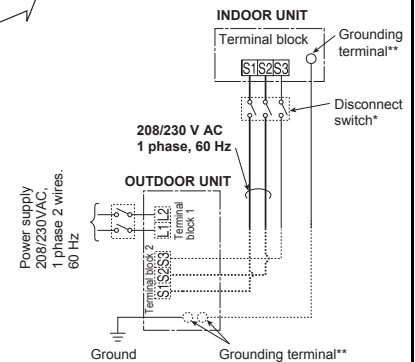 INDOOR UNIT
Terminal block
Grounding
terminal**
S1 S2 S3
Disconnect
switch*
208/230 V AC
1 phase, 60 Hz
OUTDOOR UNIT
Power supply
208/230VAC,
1 phase 2 wires.
60 Hz
L1 L2
Terminal
block 1
Terminal block 2
S1 S2 S3
Ground
Grounding terminal**